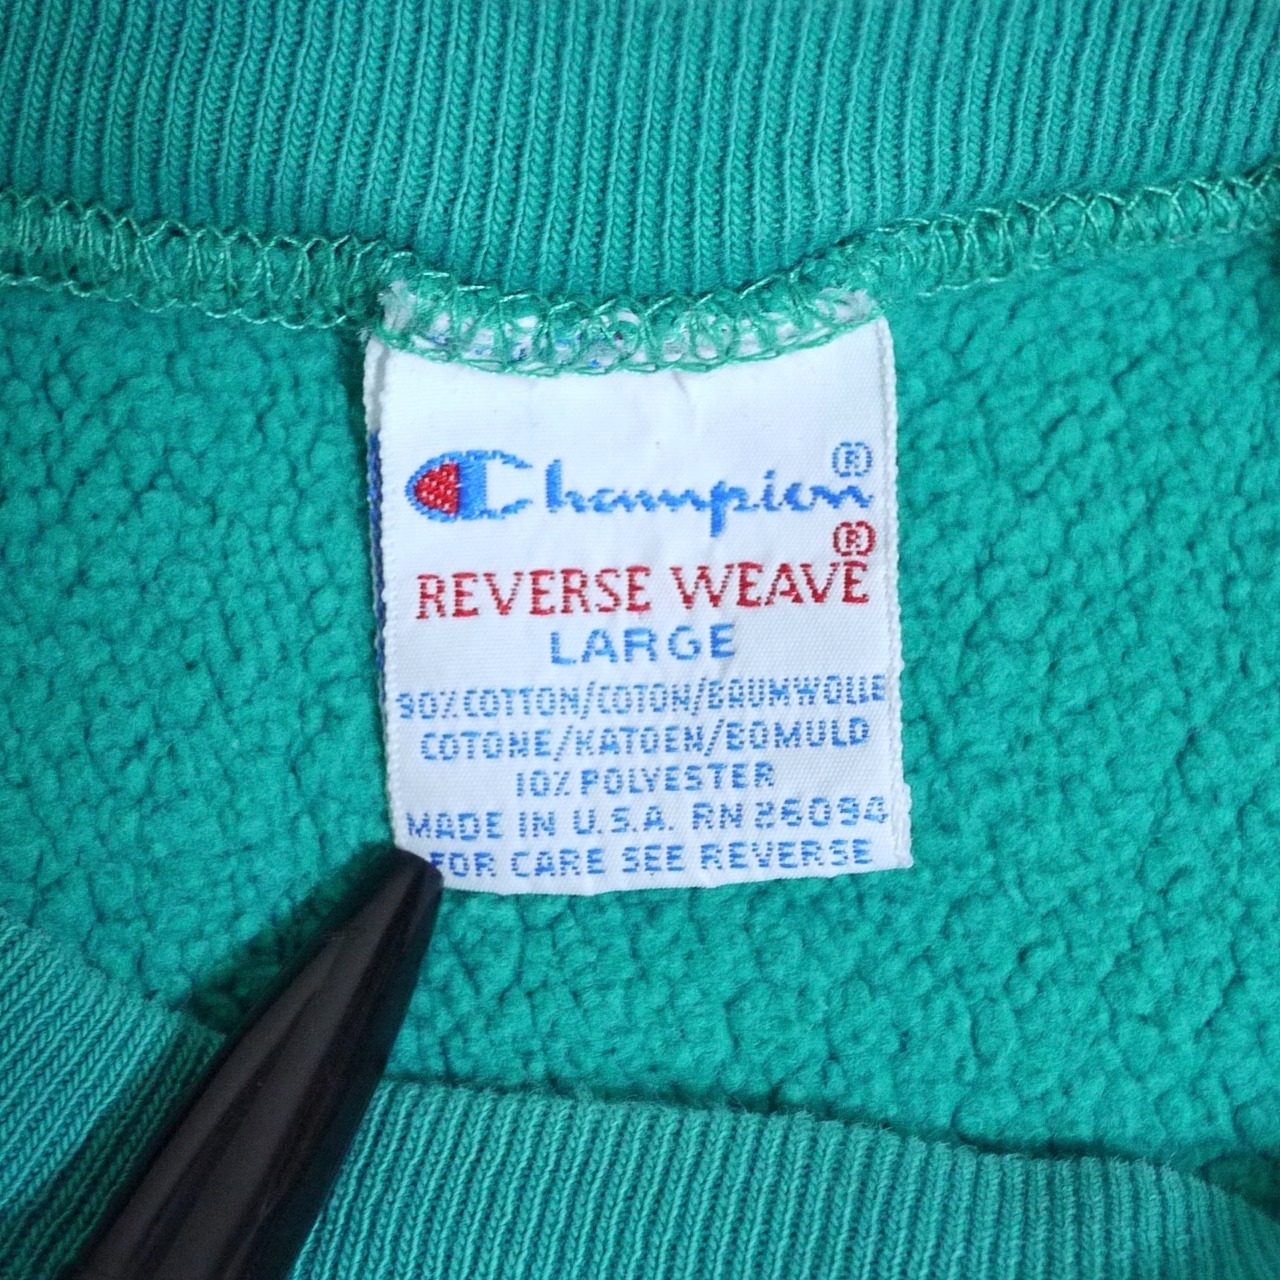 Champion®
REVERSE WEAVE®
LARGE
90% COTTON/COTON/BAUMWOLLE
COTONE/KATOEN/BOMULD
10% POLYESTER
MADE IN U.S.A. RN 26094
FOR CARE SEE REVERSE